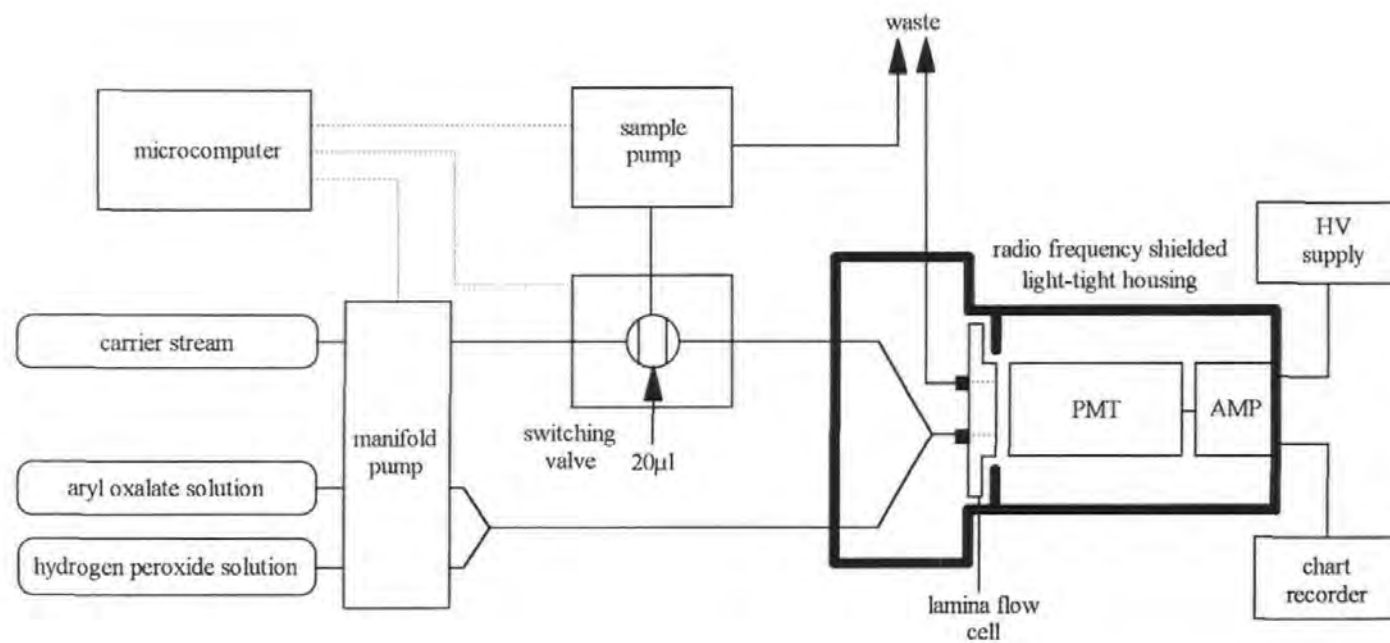 waste
microcomputer
sample
pump
HV
supply
radio frequency shielded
light-tight housing
carrier stream
PMT
AMP
manifold
pump
switching
valve
20µl
aryl oxalate solution
hydrogen peroxide solution
lamina flow
cell
chart
recorder